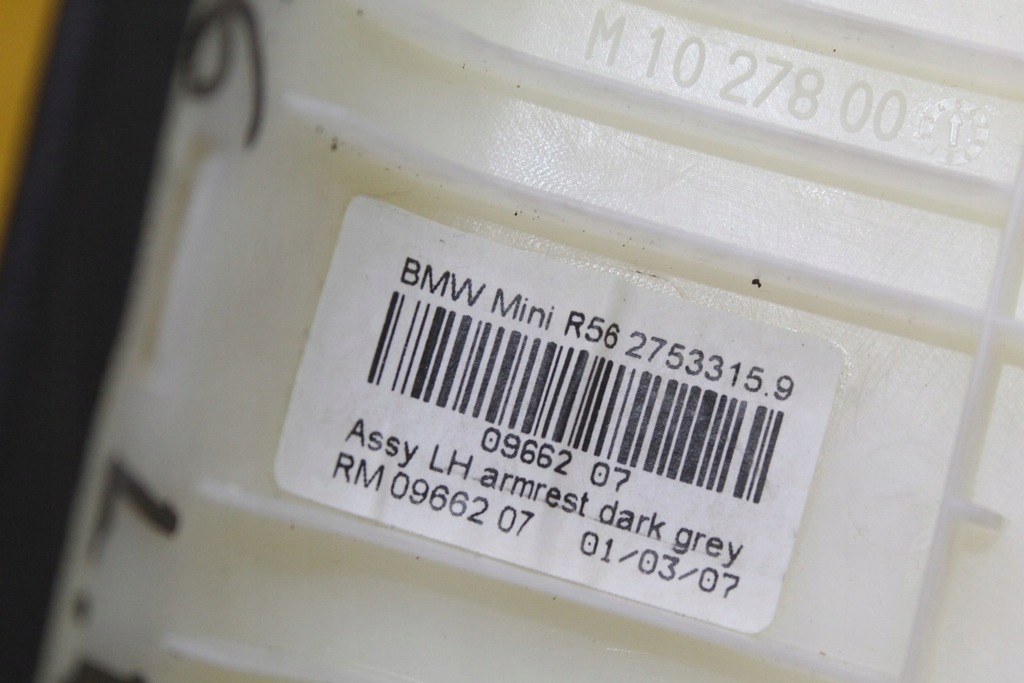 M 10 278 00
BMW Mini R56 2753315.9
09662 07
Assy LH armrest dark grey
RM 09662 07 01/03/07